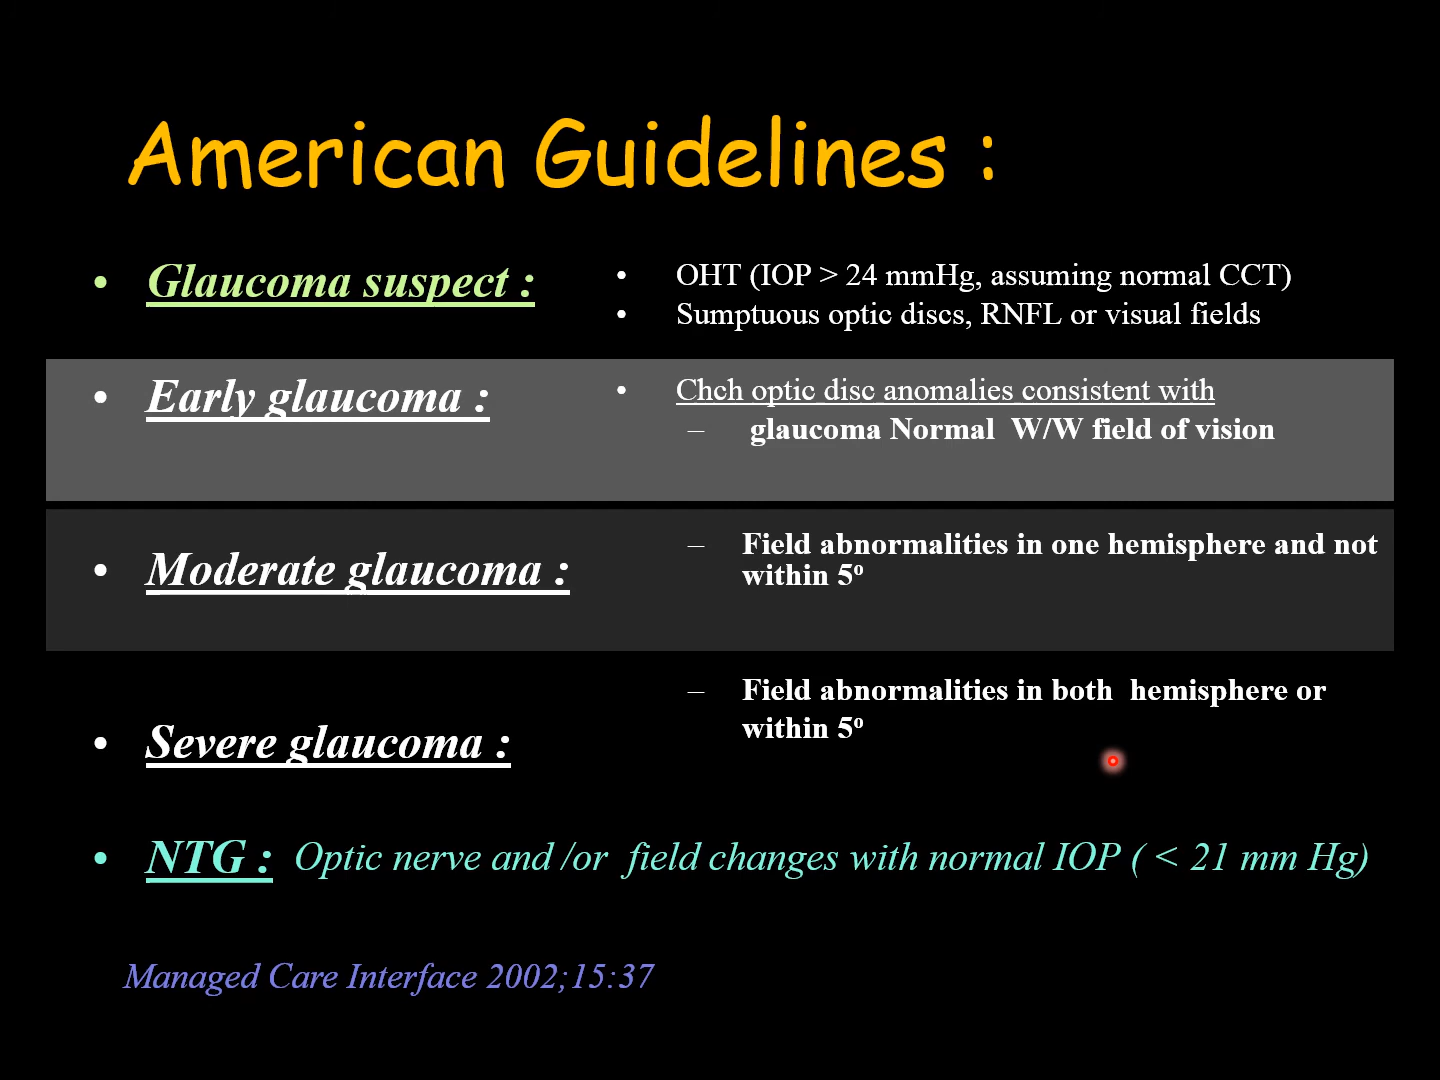 American Guidelines :
• Glaucoma suspect :
• OHT (IOP > 24 mmHg, assuming normal CCT)
• Sumptuous optic discs, RNFL or visual fields
• Early glaucoma :
• Chch optic disc anomalies consistent with
– glaucoma Normal W/W field of vision
• Moderate glaucoma :
– Field abnormalities in one hemisphere and not
within 5º
• Severe glaucoma :
– Field abnormalities in both hemisphere or
within 5º
• NTG : Optic nerve and /or field changes with normal IOP ( < 21 mm Hg)
Managed Care Interface 2002;15:37